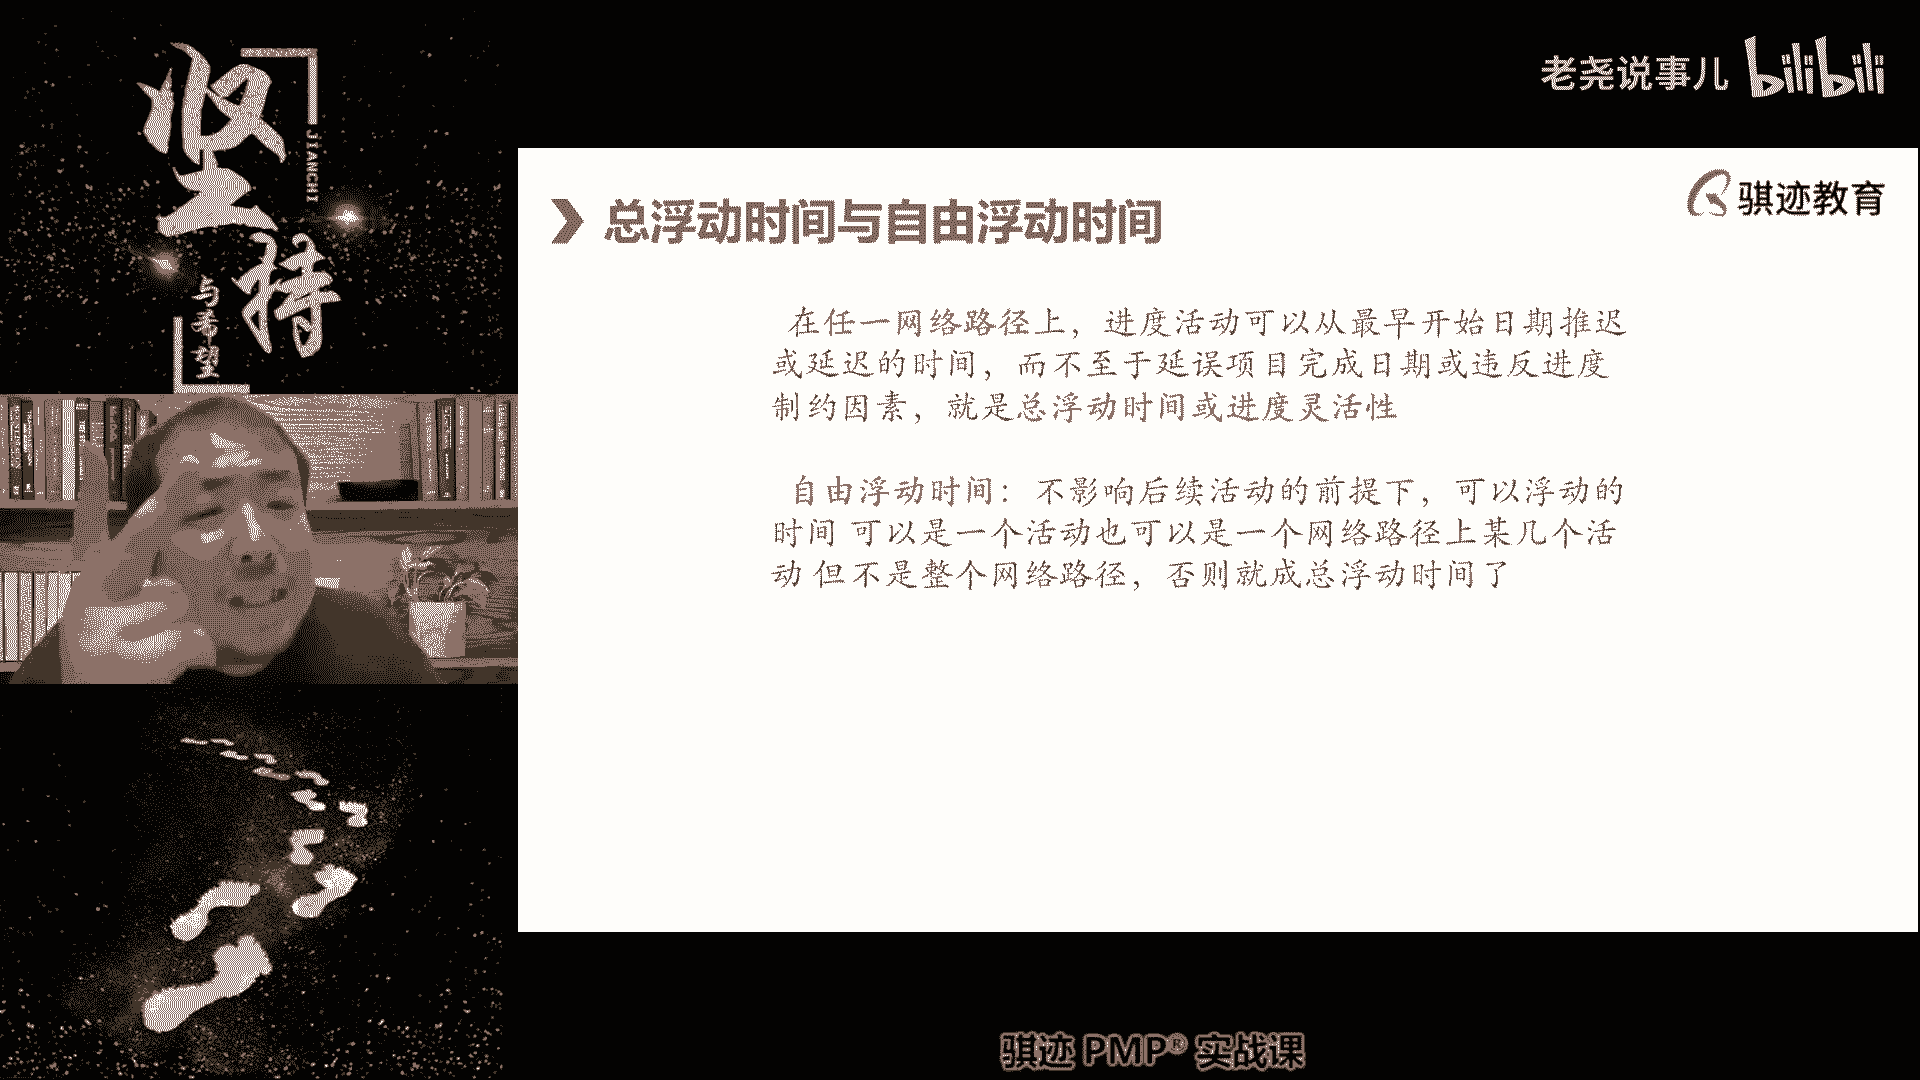 坚持
JIANCHI
与希望
老尧说事儿 bilibili
骐迹教育
总浮动时间与自由浮动时间
在任一网络路径上，进度活动可以从最早开始日期推迟
或延迟的时间，而不至于延误项目完成日期或违反进度
制约因素，就是总浮动时间或进度灵活性
自由浮动时间：不影响后续活动的前提下，可以浮动的
时间 可以是一个活动也可以是一个网络路径上某几个活
动 但不是整个网络路径，否则就成总浮动时间了
骐迹 PMP® 实战课